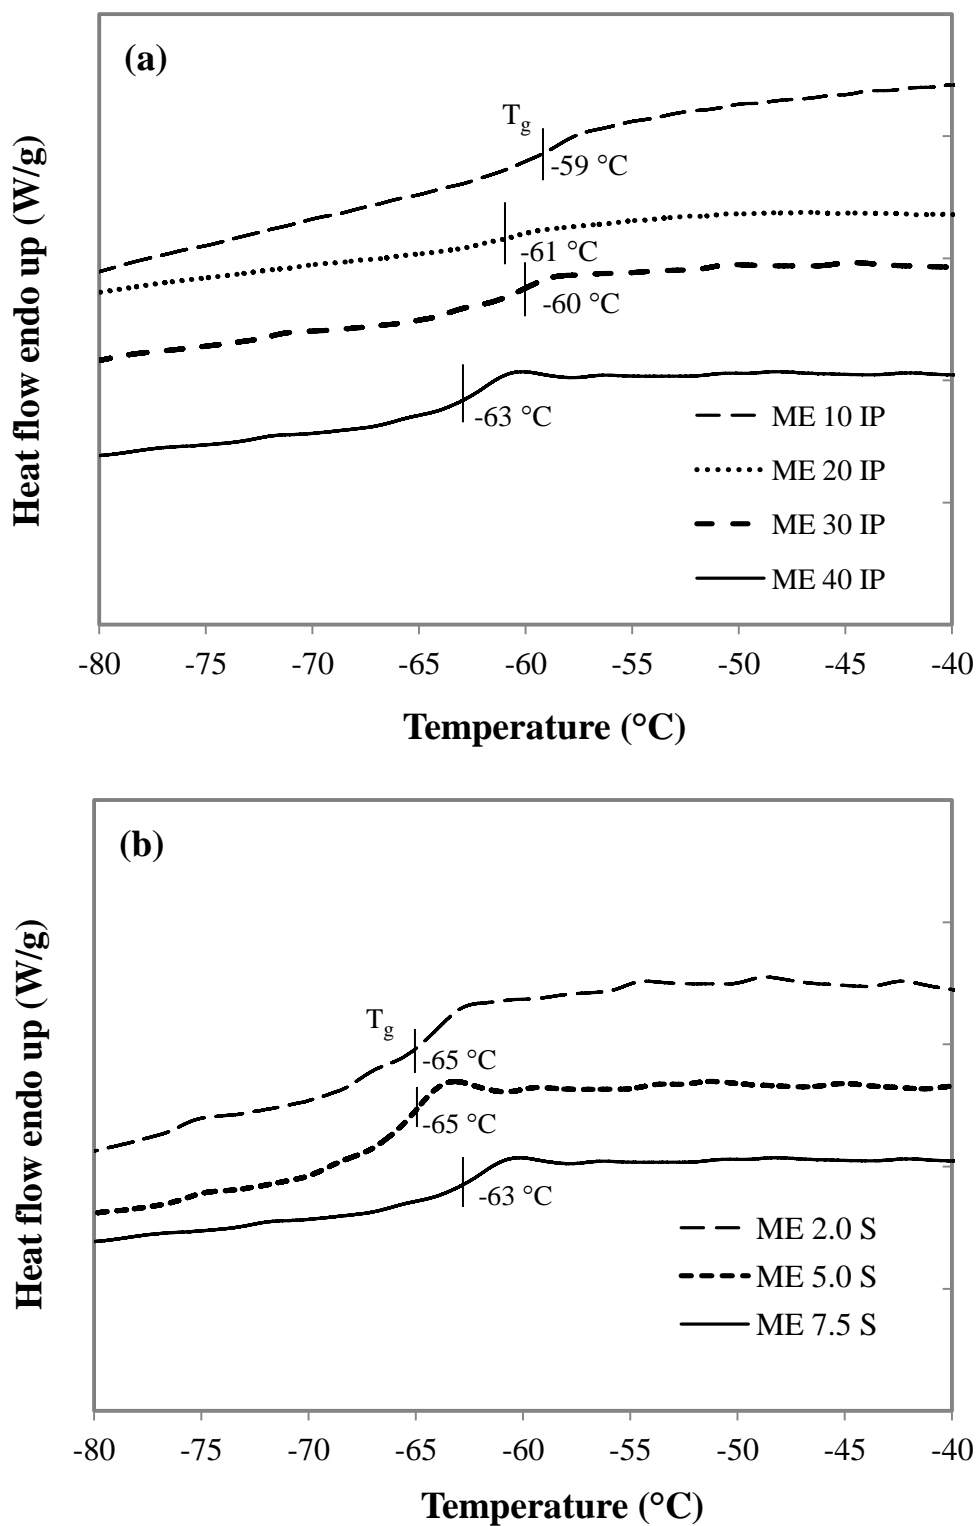 (a)
Heat flow endo up (W/g)
Tg
-59 °C
-61 °C
-60 °C
-63 °C
ME 10 IP
ME 20 IP
ME 30 IP
ME 40 IP
-80 -75 -70 -65 -60 -55 -50 -45 -40
Temperature (°C)
(b)
Heat flow endo up (W/g)
Tg
-65 °C
-65 °C
-63 °C
ME 2.0 S
ME 5.0 S
ME 7.5 S
-80 -75 -70 -65 -60 -55 -50 -45 -40
Temperature (°C)